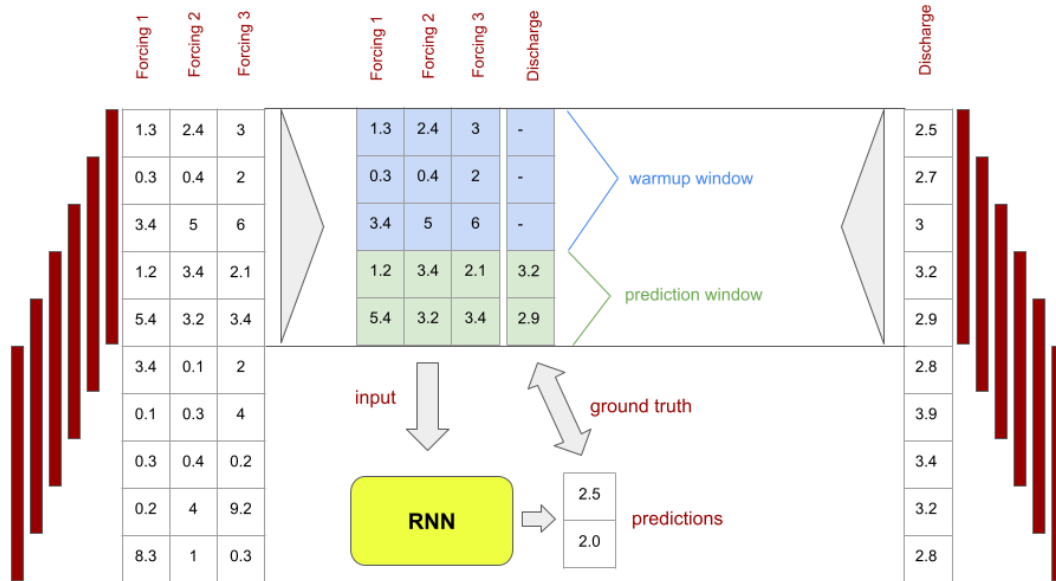 Forcing 1 Forcing 2 Forcing 3 Forcing 1 Forcing 2 Forcing 3 Discharge Discharge
1.3 2.4 3 1.3 2.4 3 - 2.5
0.3 0.4 2 0.3 0.4 2 - 2.7
warmup window
3.4 5 6 3.4 5 6 - 3
1.2 3.4 2.1 1.2 3.4 2.1 3.2 3.2
prediction window
5.4 3.2 3.4 5.4 3.2 3.4 2.9 2.9
3.4 0.1 2 2.8
input
ground truth
0.1 0.3 4 3.9
0.3 0.4 0.2 3.4
0.2 4 9.2 2.5 3.2
RNN
predictions
8.3 1 0.3 2.0 2.8